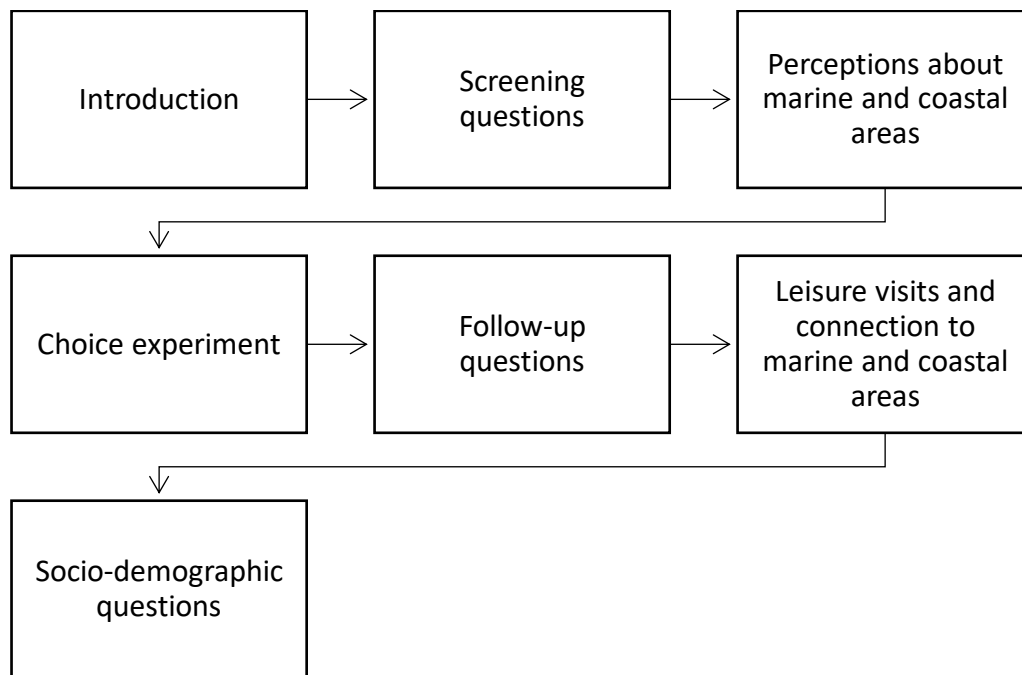 Introduction
Screening
questions
Perceptions about
marine and coastal
areas
Choice experiment
Follow-up
questions
Leisure visits and
connection to
marine and coastal
areas
Socio-demographic
questions